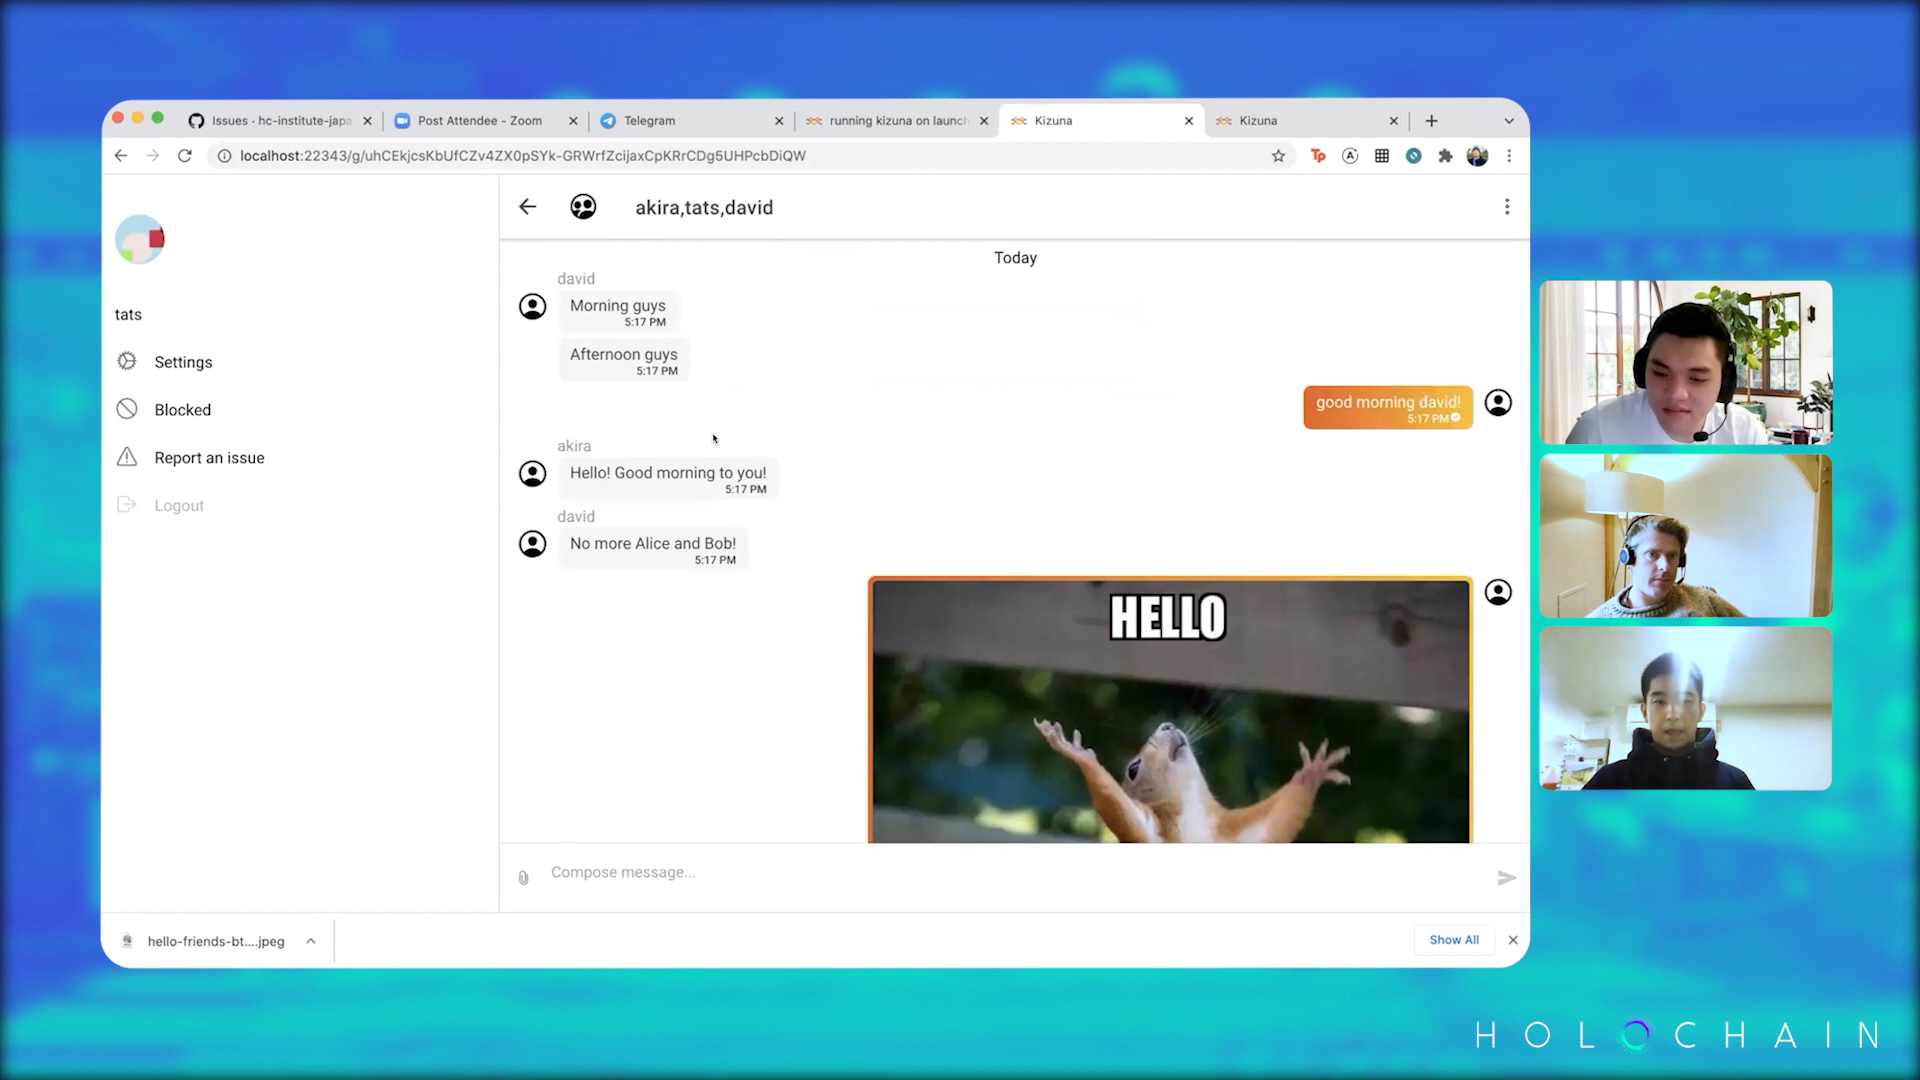 Issues · hc-institute-japa
Post Attendee - Zoom
Telegram
running kizuna on launch
Kizuna
Kizuna
localhost:22343/g/uhCEkjcsKbUfCZv4ZX0pSYk-GRWrfZcijaxCpKRrCDg5UHPcbDiQW
Tp
A
akira,tats,david
tats
Settings
Blocked
Report an issue
Logout
Today
david
Morning guys
5:17 PM
Afternoon guys
5:17 PM
good morning david!
5:17 PM
akira
Hello! Good morning to you!
5:17 PM
david
No more Alice and Bob!
5:17 PM
HELLO
Compose message...
hello-friends-bt....jpeg
Show All
HOLOCHAIN